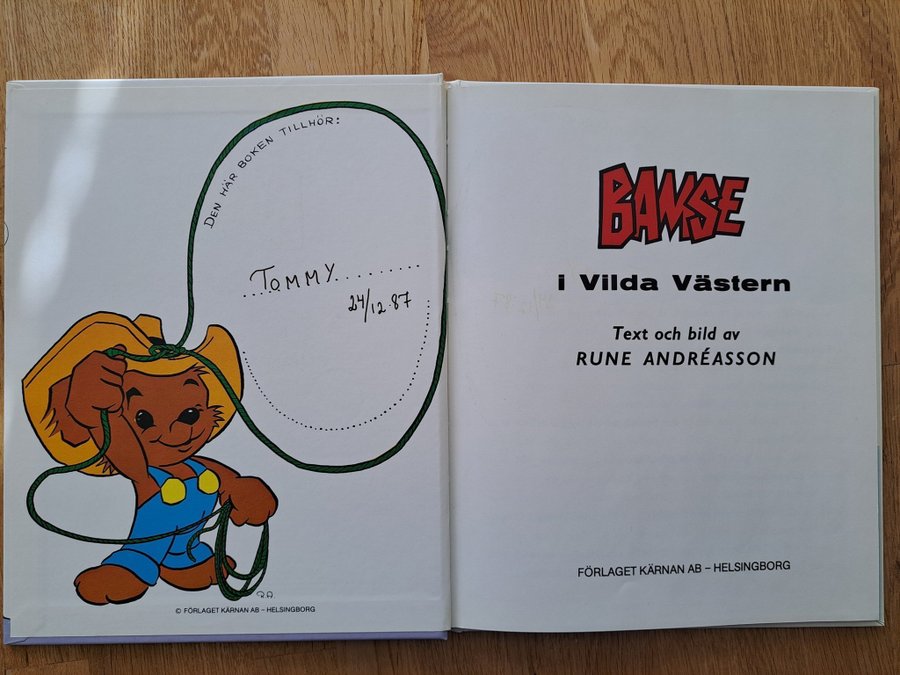 DEN HÄR BOKEN TILLHÖR:
TOMMY
24/12.87
R.A.
© FÖRLAGET KÄRNAN AB – HELSINGBORG
BAMSE
i Vilda Västern
Text och bild av
RUNE ANDRÉASSON
FÖRLAGET KÄRNAN AB – HELSINGBORG